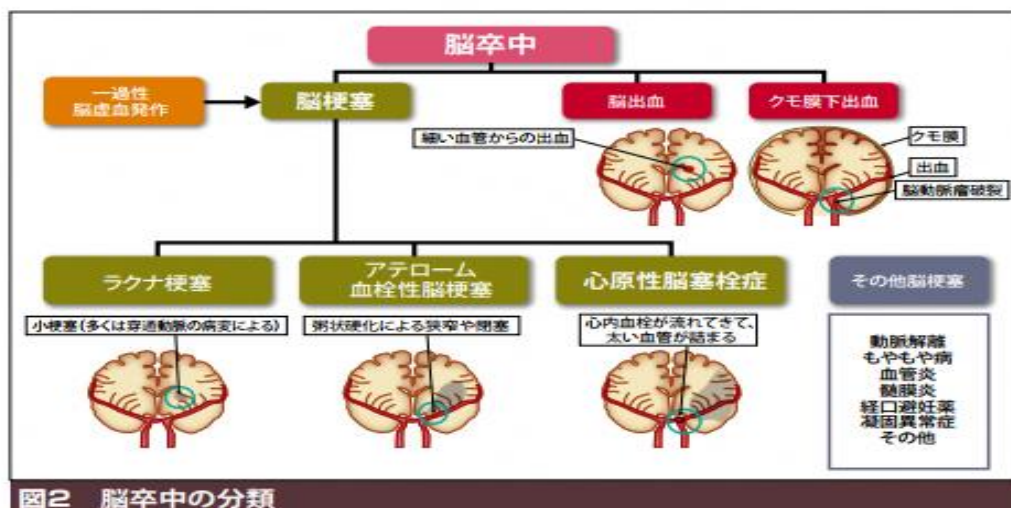 脳卒中
一過性
脳虚血発作
脳梗塞
脳出血
クモ膜下出血
細い血管からの出血
クモ膜
出血
脳動脈瘤破裂
ラクナ梗塞
アテローム
血栓性脳梗塞
心原性脳塞栓症
その他脳梗塞
小梗塞(多くは穿通動脈の病変による)
粥状硬化による狭窄や閉塞
心内血栓が流れてきて、
太い血管が詰まる
動脈解離
もやもや病
血管炎
髄膜炎
経口避妊薬
凝固異常症
その他
図2 脳卒中の分類